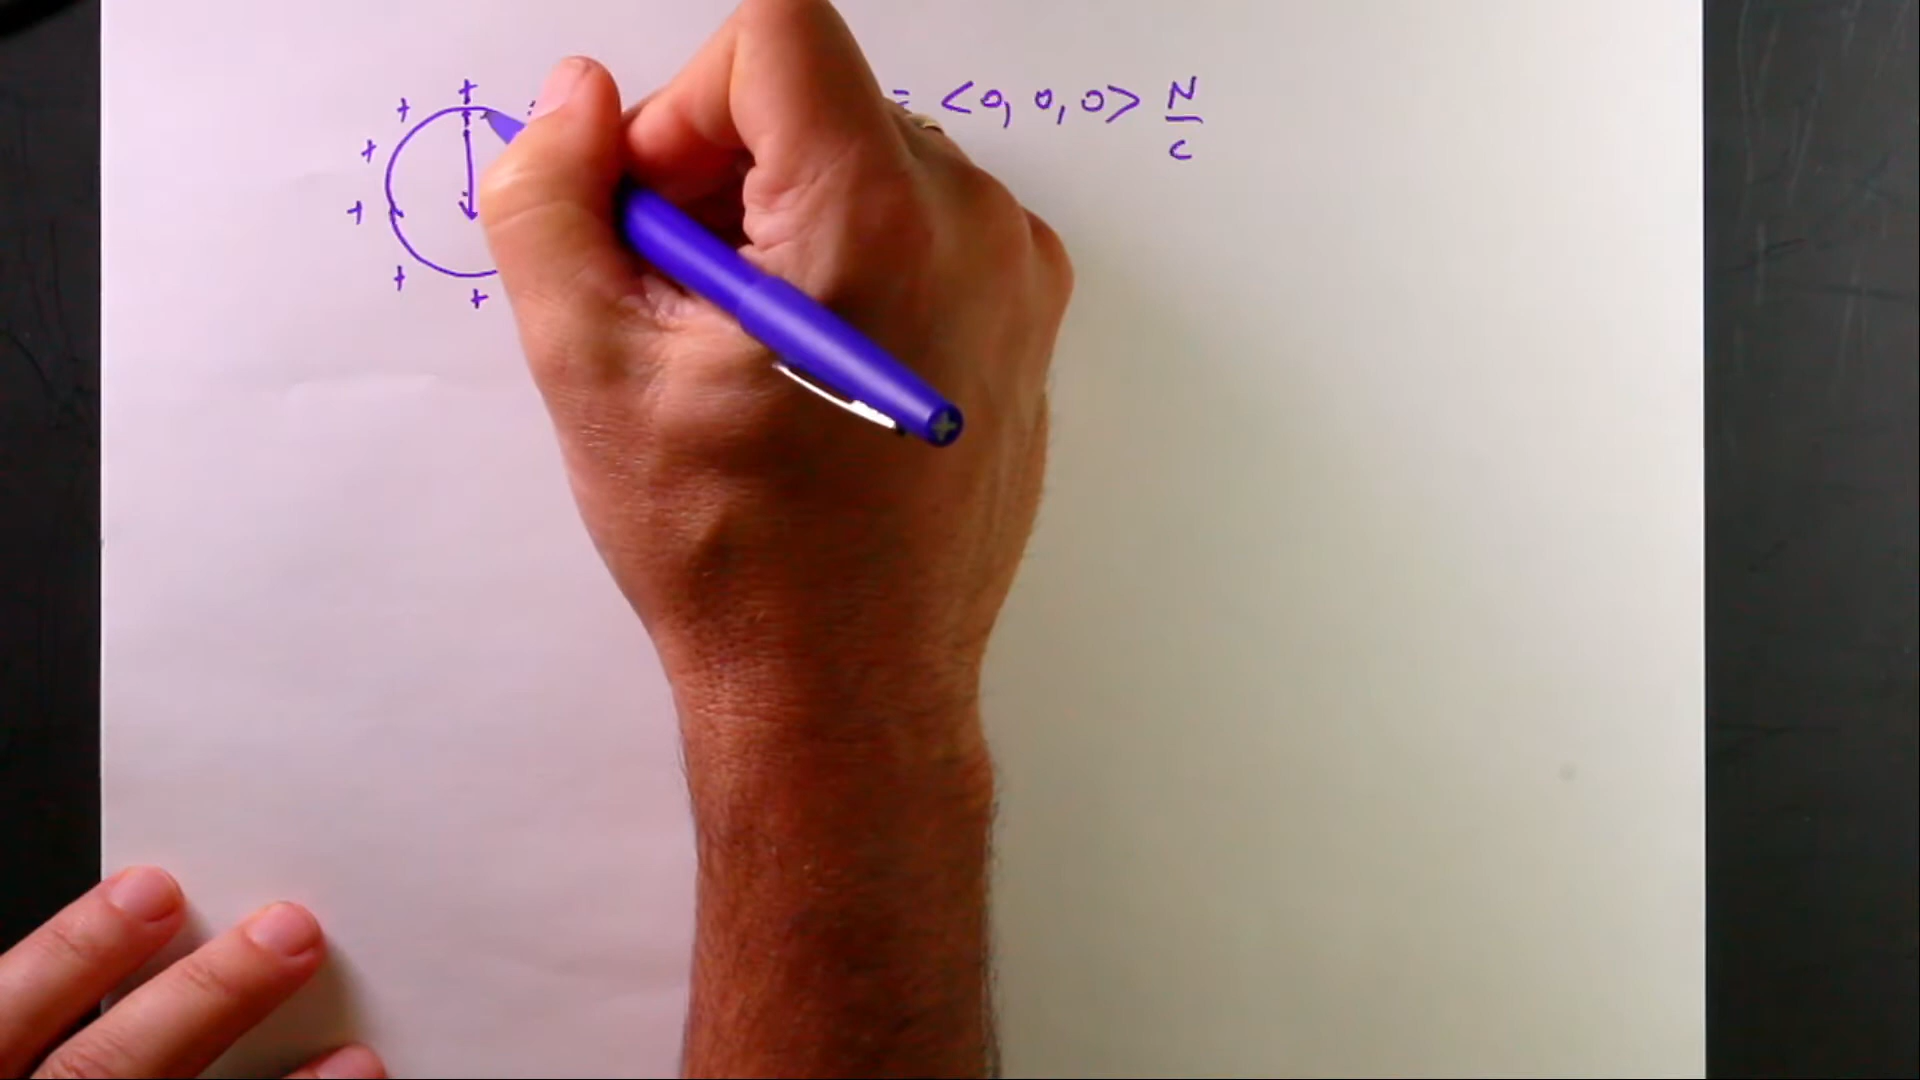 + + + + + +
= <0, 0, 0> N/C